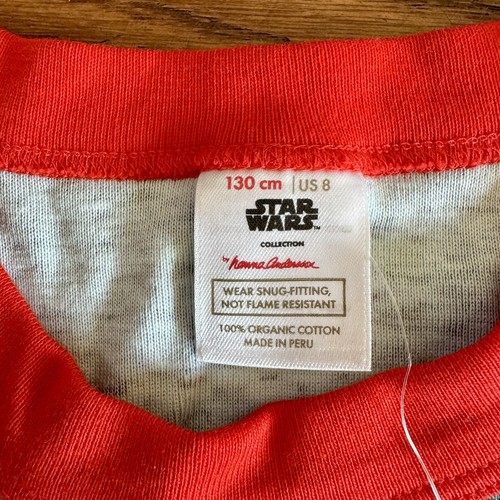 130 cm | US 8
STAR
WARS™
COLLECTION
by hanna andersson
WEAR SNUG-FITTING,
NOT FLAME RESISTANT
100% ORGANIC COTTON
MADE IN PERU